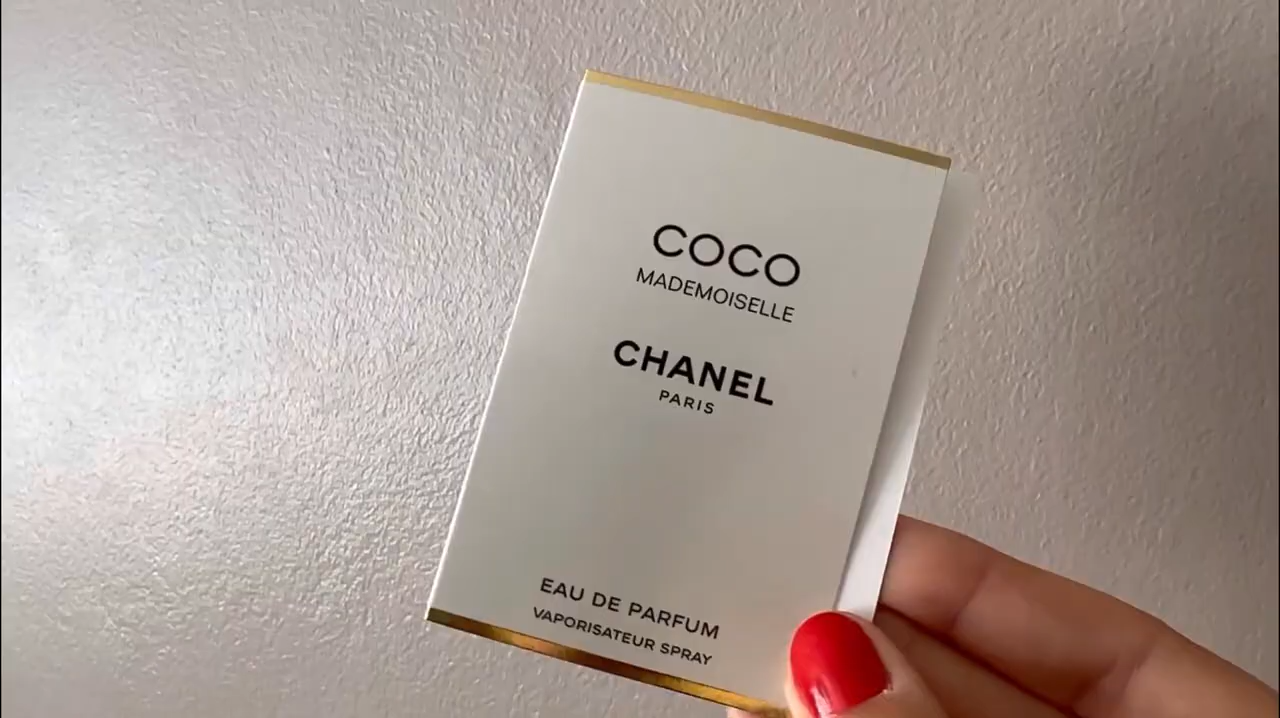 COCO
MADEMOISELLE
CHANEL
PARIS
EAU DE PARFUM
VAPORISATEUR SPRAY